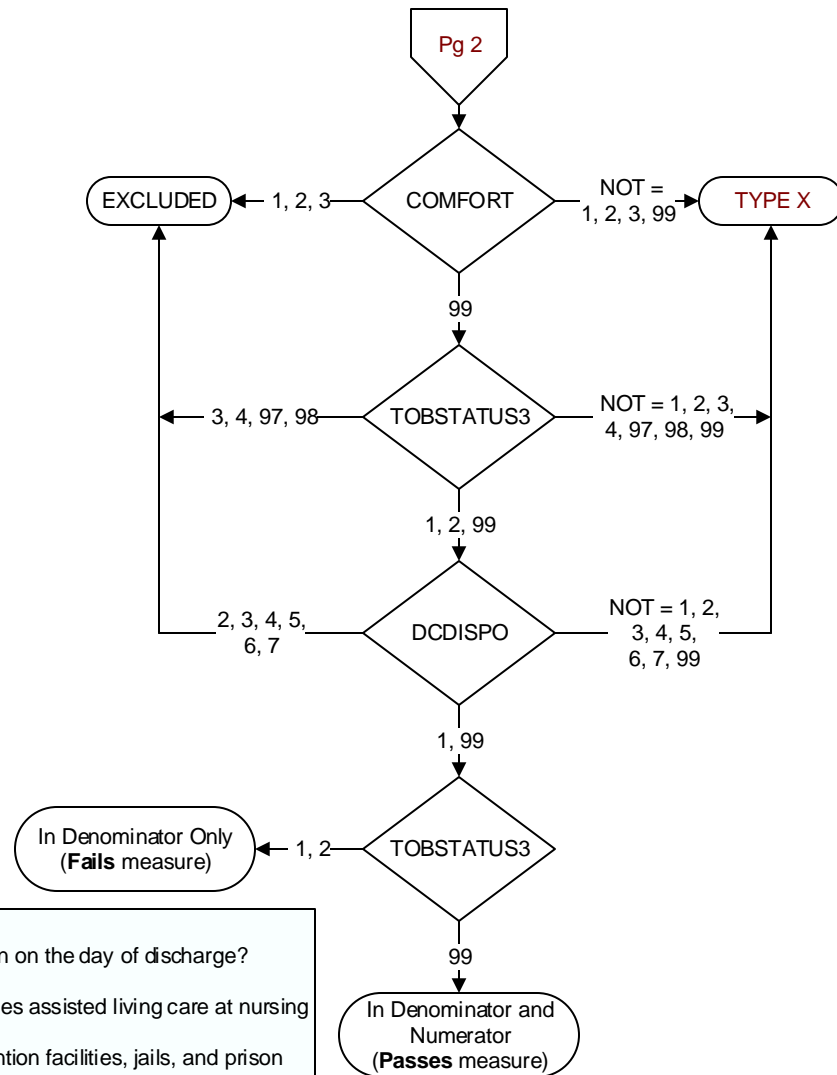 Pg 2
COMFORT
EXCLUDED
1, 2, 3
NOT =
1, 2, 3, 99
TYPE X
99
TOBSTATUS3
3, 4, 97, 98
NOT = 1, 2, 3,
4, 97, 98, 99
1, 2, 99
DCDISPO
2, 3, 4, 5,
6, 7
NOT = 1, 2,
3, 4, 5,
6, 7, 99
1, 99
TOBSTATUS3
1, 2
In Denominator Only
(Fails measure)
99
In Denominator and
Numerator
(Passes measure)
on the day of discharge?
assisted living care at nursing
facilities, jails, and prison